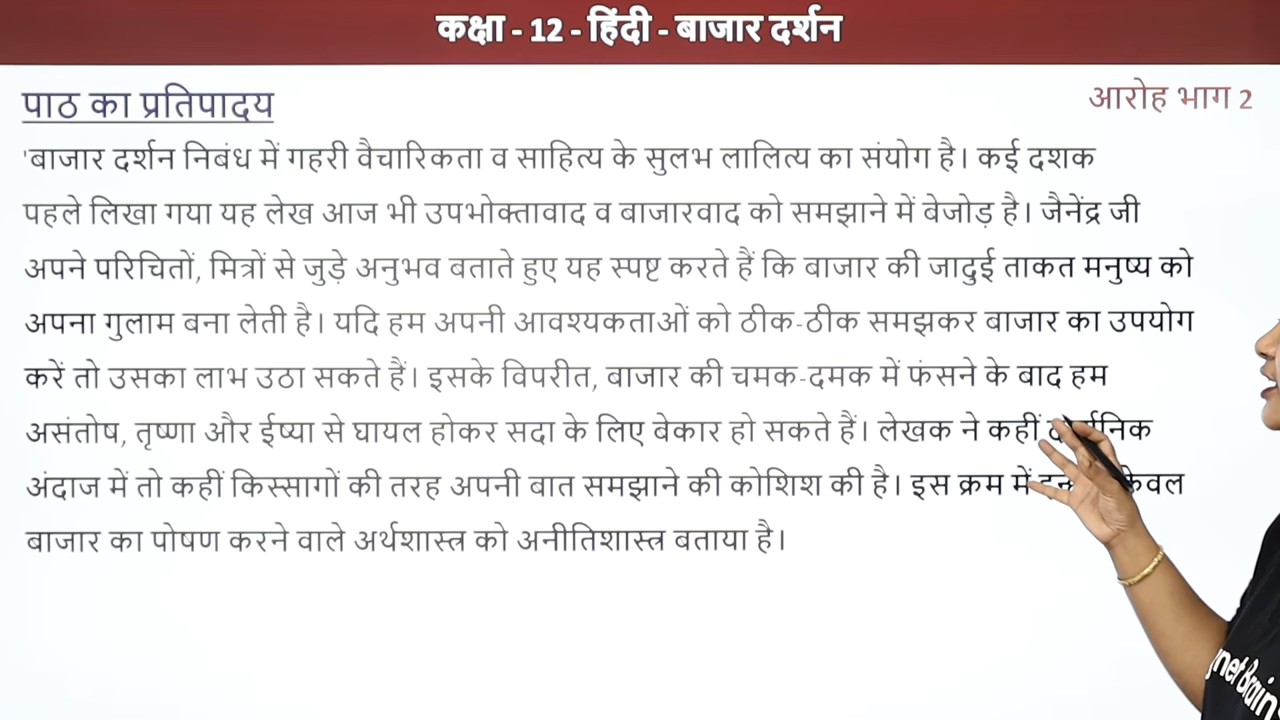 कक्षा - 12 - हिंदी - बाजार दर्शन
पाठ का प्रतिपादय
आरोह भाग 2
'बाजार दर्शन निबंध में गहरी वैचारिकता व साहित्य के सुलभ लालित्य का संयोग है। कई दशक
पहले लिखा गया यह लेख आज भी उपभोक्तावाद व बाजारवाद को समझाने में बेजोड़ है। जैनेंद्र जी
अपने परिचितों, मित्रों से जुड़े अनुभव बताते हुए यह स्पष्ट करते हैं कि बाजार की जादुई ताकत मनुष्य को
अपना गुलाम बना लेती है। यदि हम अपनी आवश्यकताओं को ठीक-ठीक समझकर बाजार का उपयोग
करें तो उसका लाभ उठा सकते हैं। इसके विपरीत, बाजार की चमक-दमक में फंसने के बाद हम
असंतोष, तृष्णा और ईष्या से घायल होकर सदा के लिए बेकार हो सकते हैं। लेखक ने कहीं
अंदाज में तो कहीं किस्सागों की तरह अपनी बात समझाने की कोशिश की है। इस क्रम में केवल
बाजार का पोषण करने वाले अर्थशास्त्र को अनीतिशास्त्र बताया है।